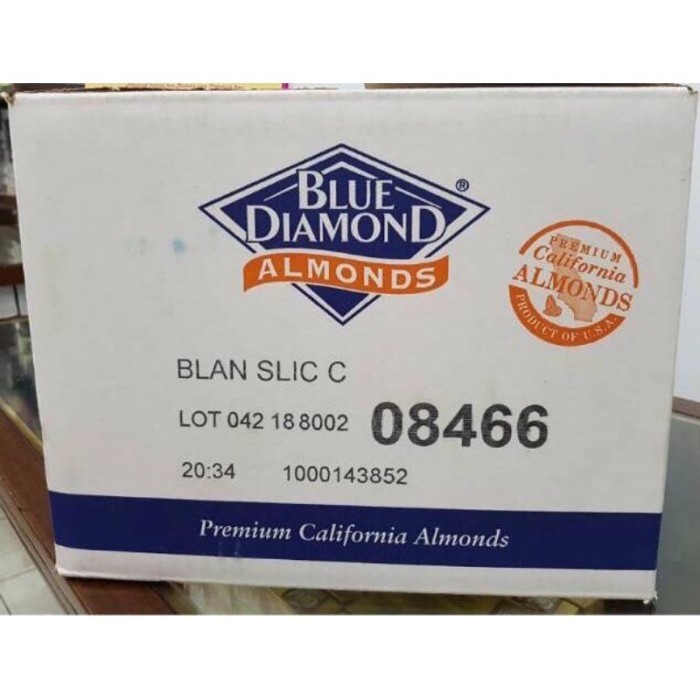 BLUE
DIAMOND®
ALMONDS
PREMIUM
California
ALMONDS
PRODUCT OF U.S.A.
BLAN SLIC C
LOT 042 18 8002 08466
20:34 1000143852
Premium California Almonds